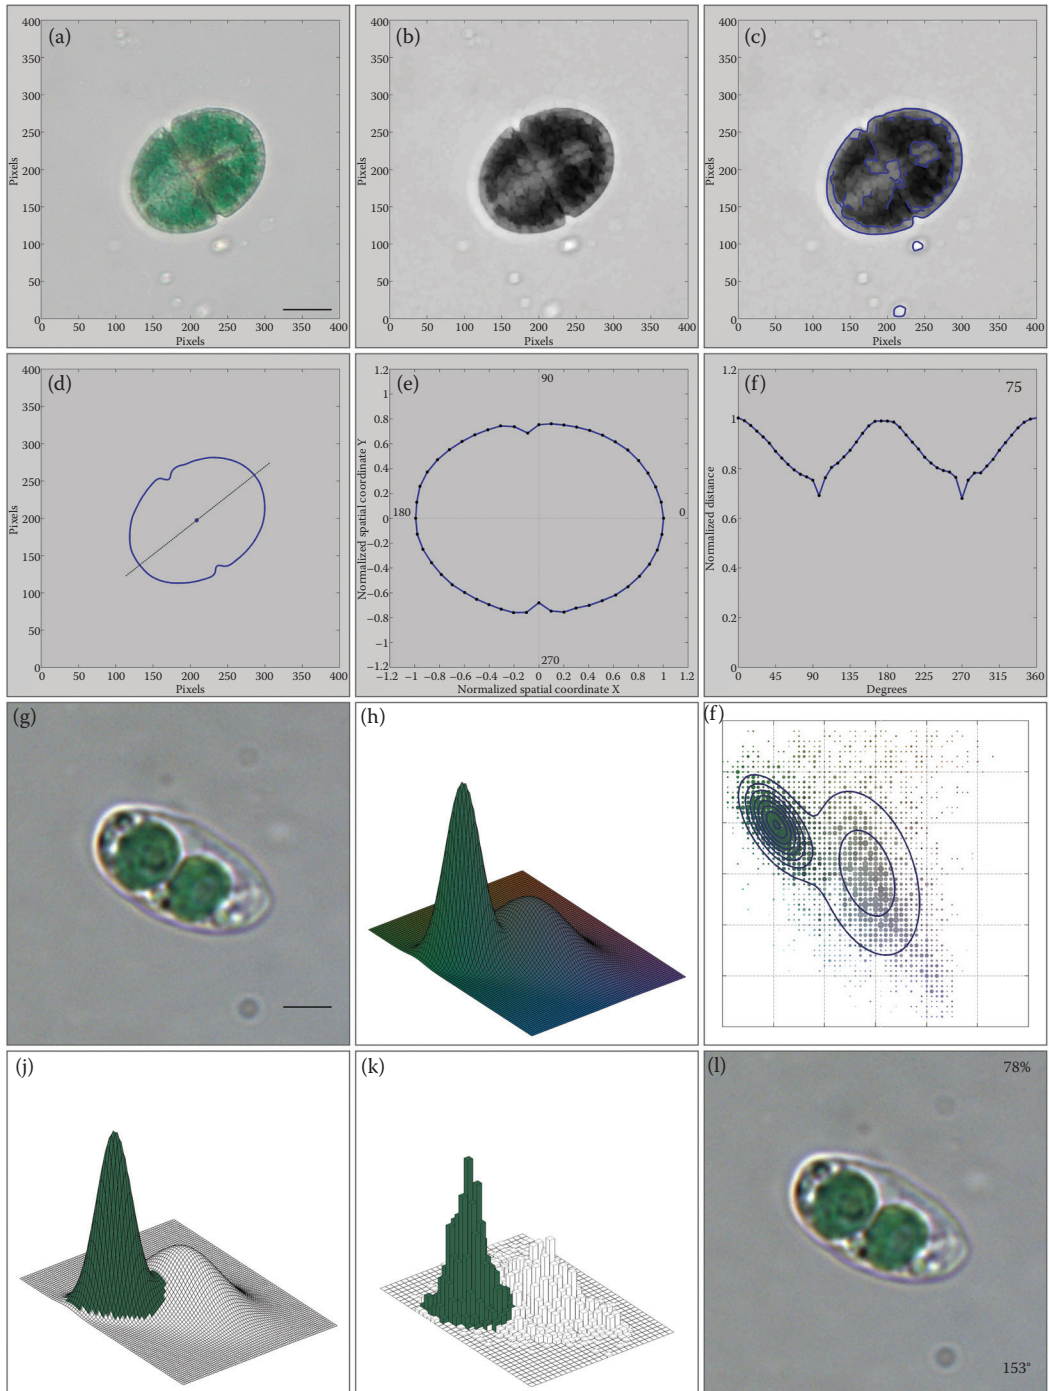 (a)
400
350
300
250
200
150
100
50
0
Pixels
0 50 100 150 200 250 300 350 400
Pixels
(b)
400
350
300
250
200
150
100
50
0
Pixels
0 50 100 150 200 250 300 350 400
Pixels
(c)
400
350
300
250
200
150
100
50
0
Pixels
0 50 100 150 200 250 300 350 400
Pixels
(d)
400
350
300
250
200
150
100
50
0
Pixels
0 50 100 150 200 250 300 350 400
Pixels
(e)
90
1.2
1
0.8
0.6
0.4
0.2
0
−0.2
−0.4
−0.6
−0.8
−1
−1.2
Normalized spatial coordinate Y
180
0
270
−1.2 −1 −0.8 −0.6 −0.4 −0.2 0 0.2 0.4 0.6 0.8 1 1.2
Normalized spatial coordinate X
(f)
75
1.2
1
0.8
0.6
0.4
0.2
0
Normalized distance
0 45 90 135 180 225 270 315 360
Degrees
(g)
(h)
(f)
(j)
(k)
(l)
78%
153°